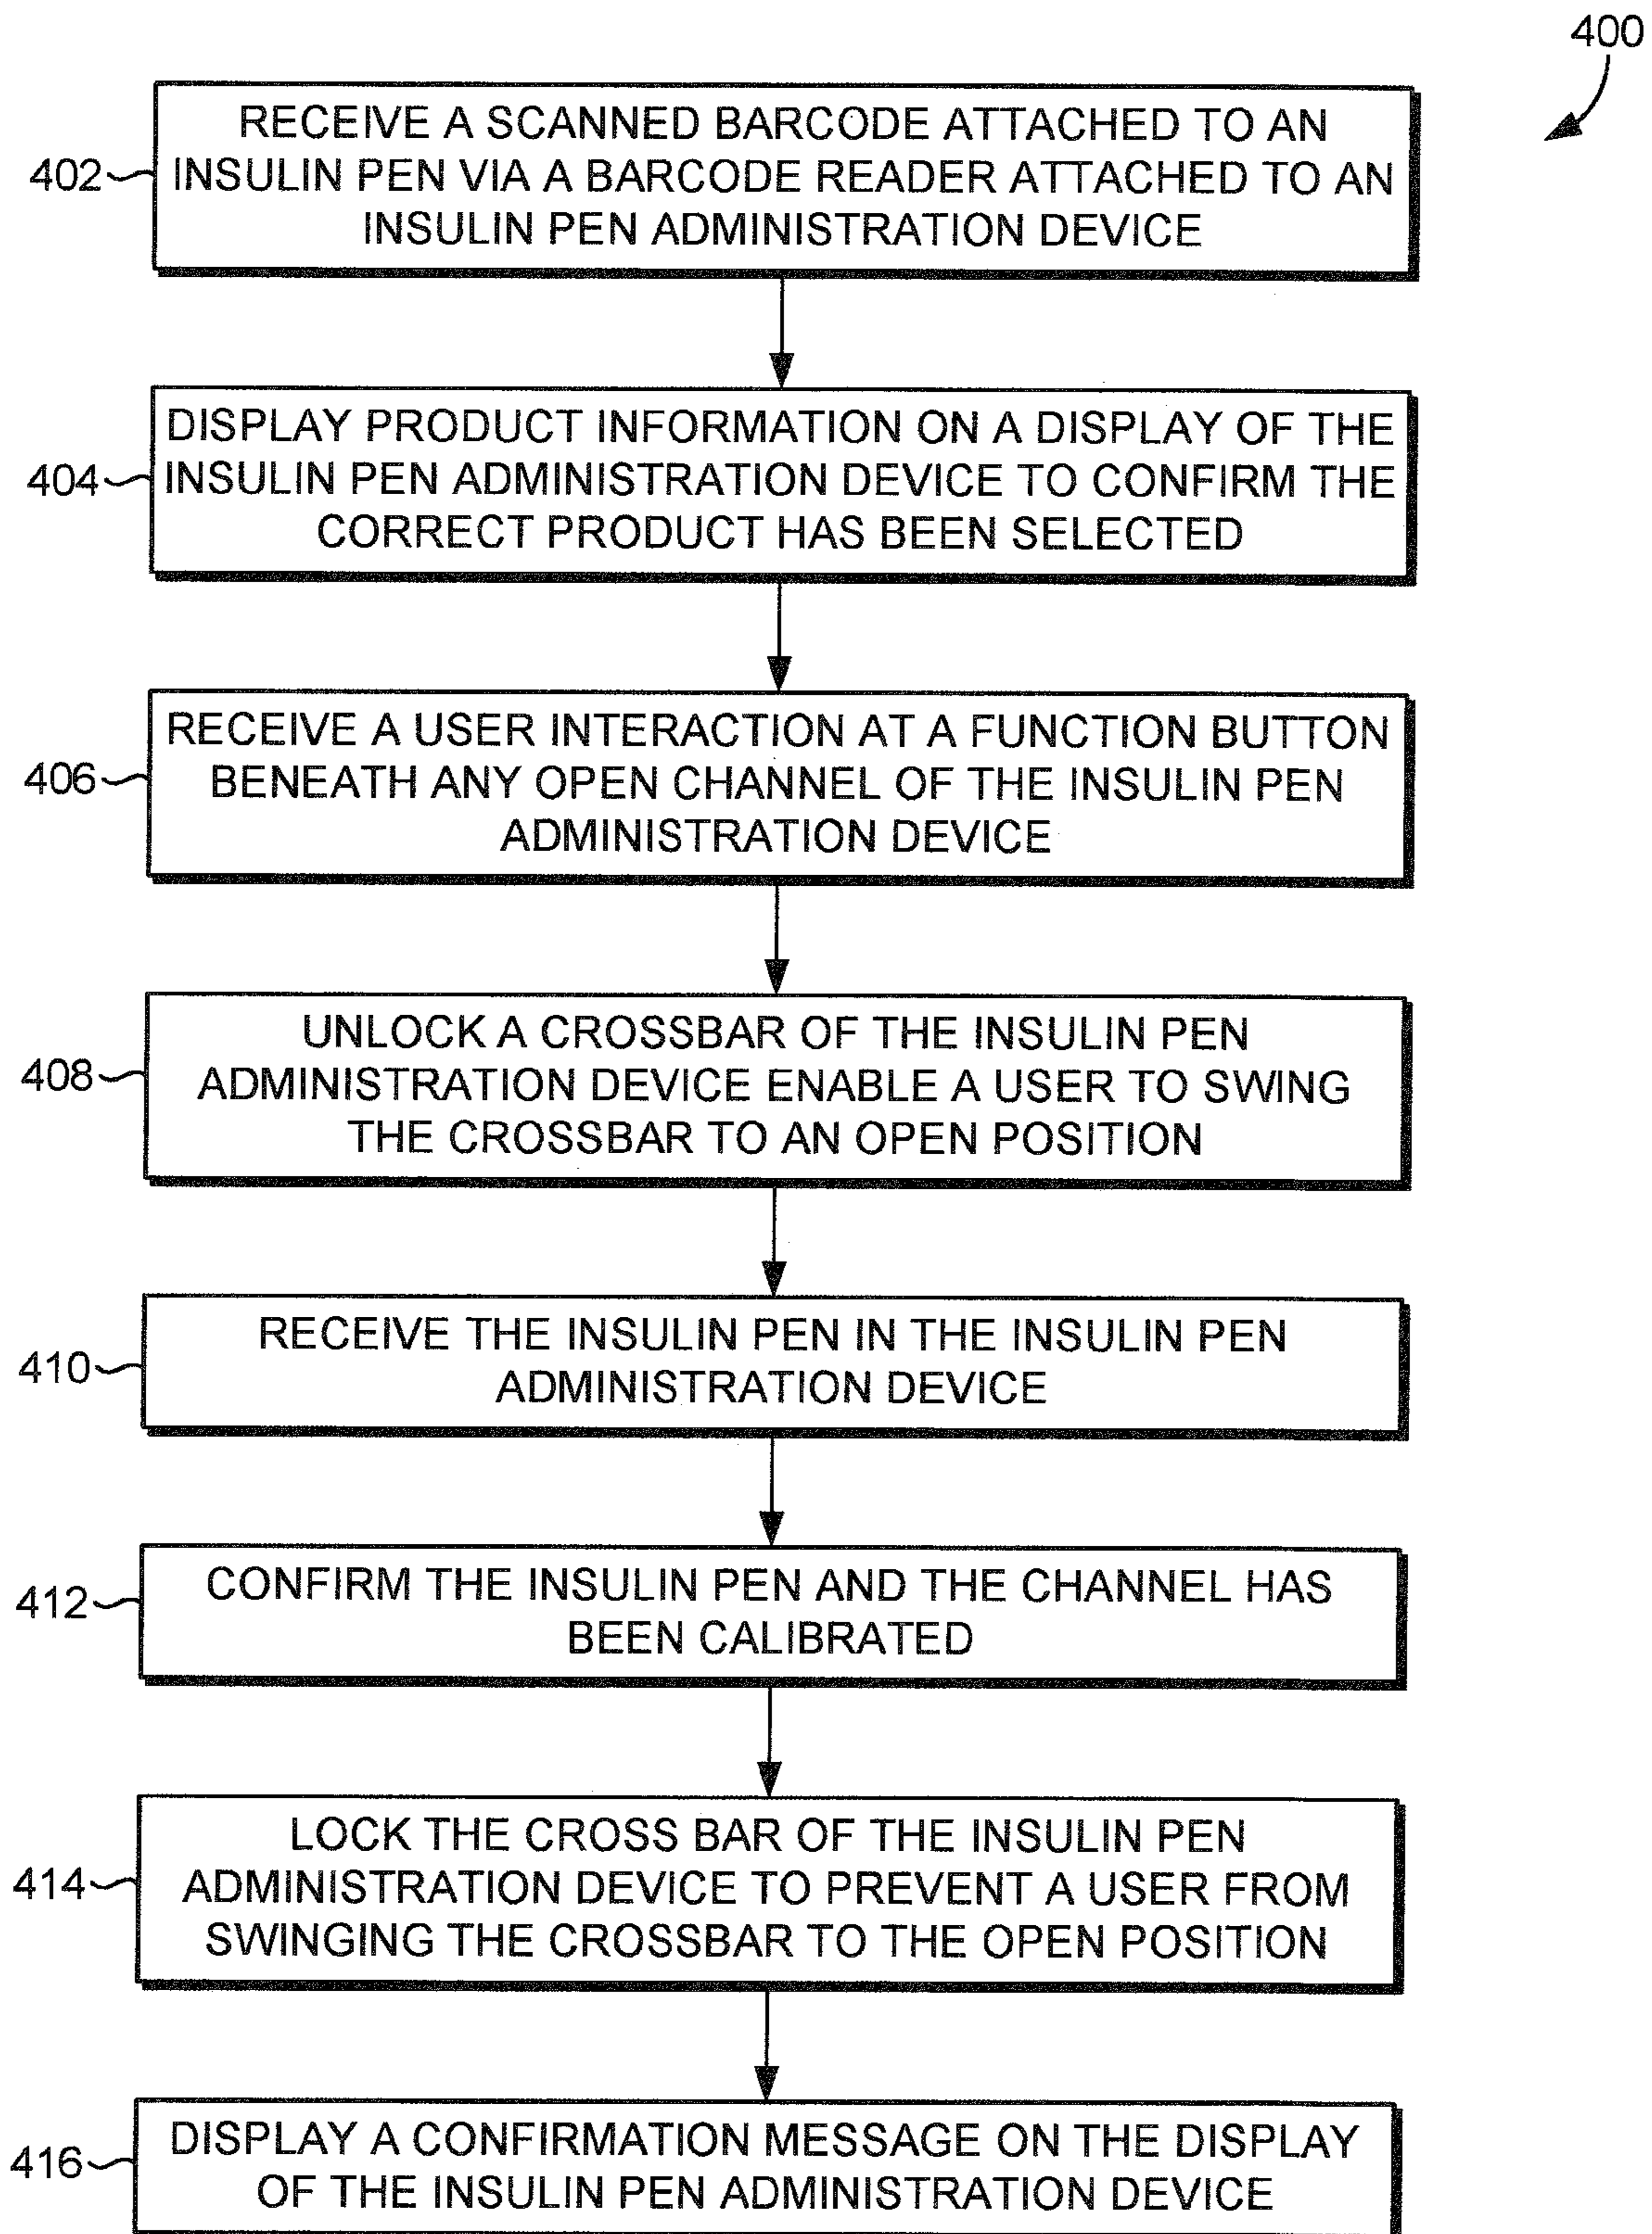 400
RECEIVE A SCANNED BARCODE ATTACHED TO AN
402 INSULIN PEN VIA A BARCODE READER ATTACHED TO AN
INSULIN PEN ADMINISTRATION DEVICE
DISPLAY PRODUCT INFORMATION ON A DISPLAY OF THE
404 INSULIN PEN ADMINISTRATION DEVICE TO CONFIRM THE
CORRECT PRODUCT HAS BEEN SELECTED
RECEIVE A USER INTERACTION AT A FUNCTION BUTTON
406 BENEATH ANY OPEN CHANNEL OF THE INSULIN PEN
ADMINISTRATION DEVICE
UNLOCK A CROSSBAR OF THE INSULIN PEN
408 ADMINISTRATION DEVICE ENABLE A USER TO SWING
THE CROSSBAR TO AN OPEN POSITION
RECEIVE THE INSULIN PEN IN THE INSULIN PEN
410 ADMINISTRATION DEVICE
CONFIRM THE INSULIN PEN AND THE CHANNEL HAS
412 BEEN CALIBRATED
LOCK THE CROSS BAR OF THE INSULIN PEN
414 ADMINISTRATION DEVICE TO PREVENT A USER FROM
SWINGING THE CROSSBAR TO THE OPEN POSITION
DISPLAY A CONFIRMATION MESSAGE ON THE DISPLAY
416 OF THE INSULIN PEN ADMINISTRATION DEVICE